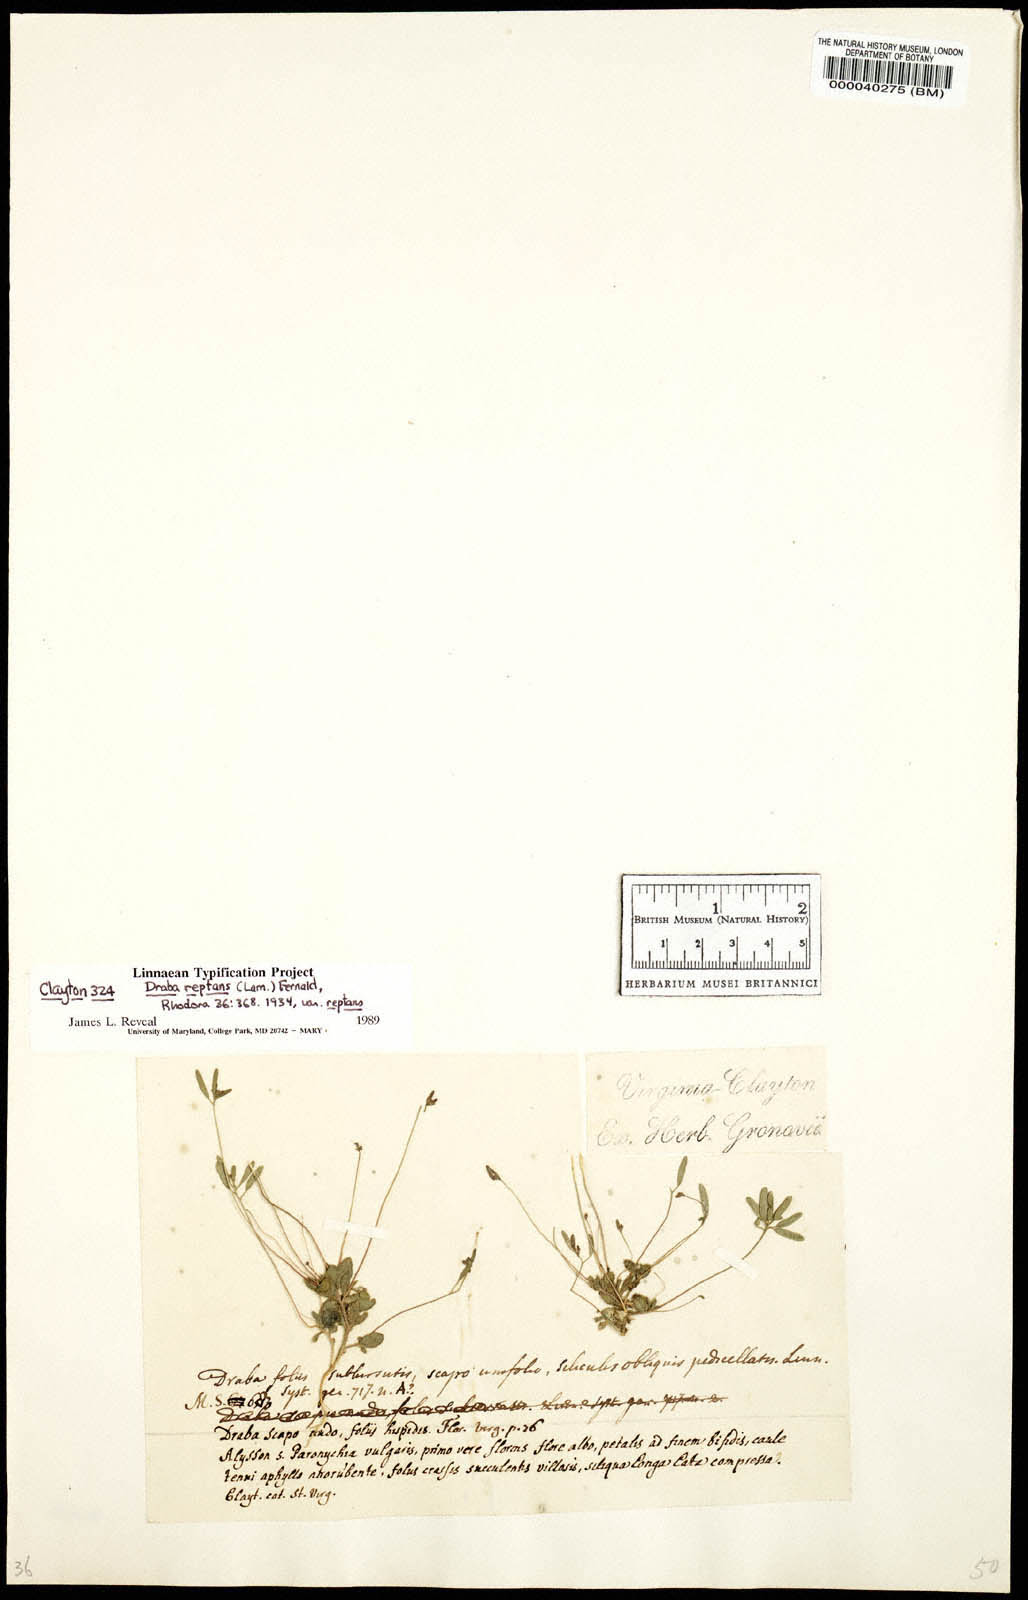 THE NATURAL HISTORY MUSEUM, LONDON
DEPARTMENT OF BOTANY
000040275 (BM)
1 2
BRITISH MUSEUM (NATURAL HISTORY)
1 2 3 4 5
HERBARIUM MUSEI BRITANNICI
Linnaean Typification Project
Clayton 324 Draba reptans (Lam.) Fernald,
Rhodora 36:368. 1934, var. reptans
James L. Reveal 1989
University of Maryland, College Park, MD 20742 – MARY
Virginia Clayton
Ex. Herb. Gronovii
Draba foliis subhirsutis, scapo unifolio, siliculis obliquis pedicellatis. Linn.
M.S. Syst. ger. 717. n.
Draba scapo nudo, foliis hispidis. Flor. Virg. p. 26
Alysson s. Paronychia vulgaris, primo vere florens flore albo, petalis ad finem bifidis, caule
tenui aphyllo, foliis crassis succulentis villosis, siliqua longa lata compressa.
Clayt. cat. St. Virg.
36 50